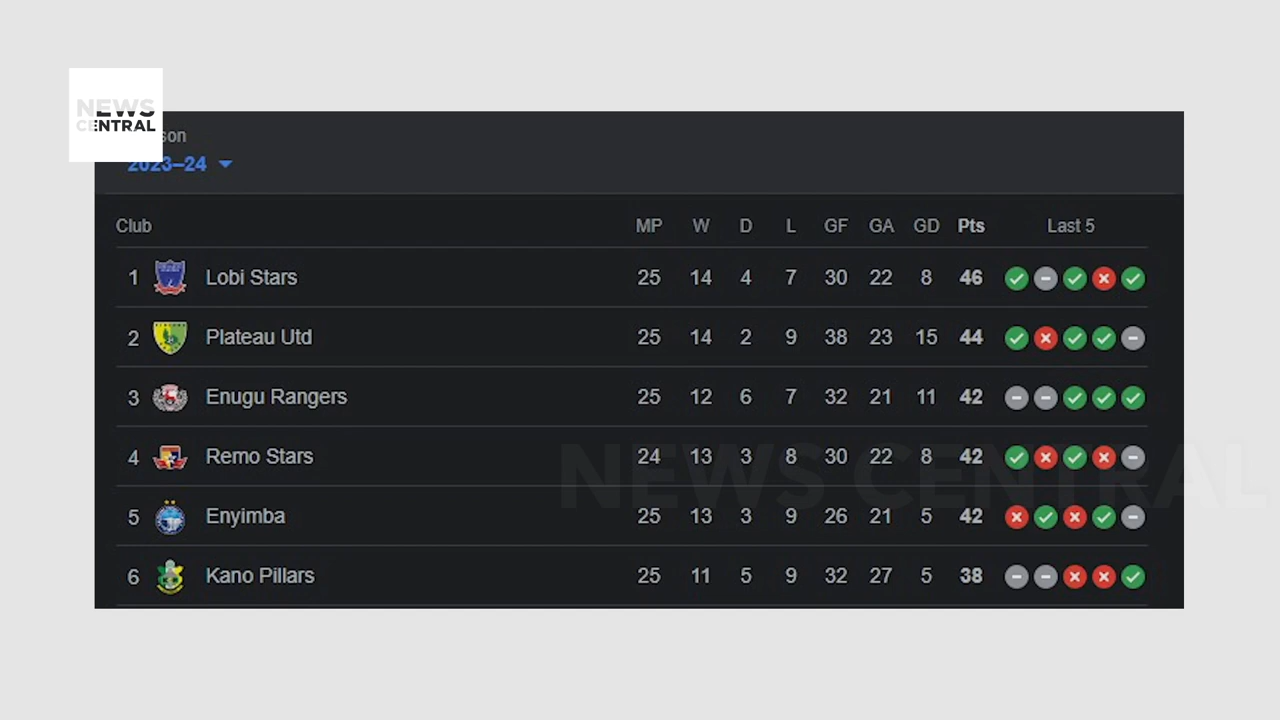 NEWS
CENTRAL
son
2023–24
Club MP W D L GF GA GD Pts Last 5
1 Lobi Stars 25 14 4 7 30 22 8 46
2 Plateau Utd 25 14 2 9 38 23 15 44
3 Enugu Rangers 25 12 6 7 32 21 11 42
4 Remo Stars 24 13 3 8 30 22 8 42
NEWS CENTRAL
5 Enyimba 25 13 3 9 26 21 5 42
6 Kano Pillars 25 11 5 9 32 27 5 38